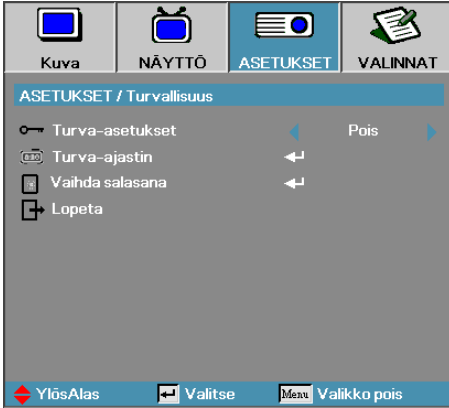 Kuva NÄYTTÖ ASETUKSET VALINNAT
ASETUKSET / Turvallisuus
Turva-asetukset Pois
Turva-ajastin
Vaihda salasana
Lopeta
YlösAlas Valitse Menu Valikko pois